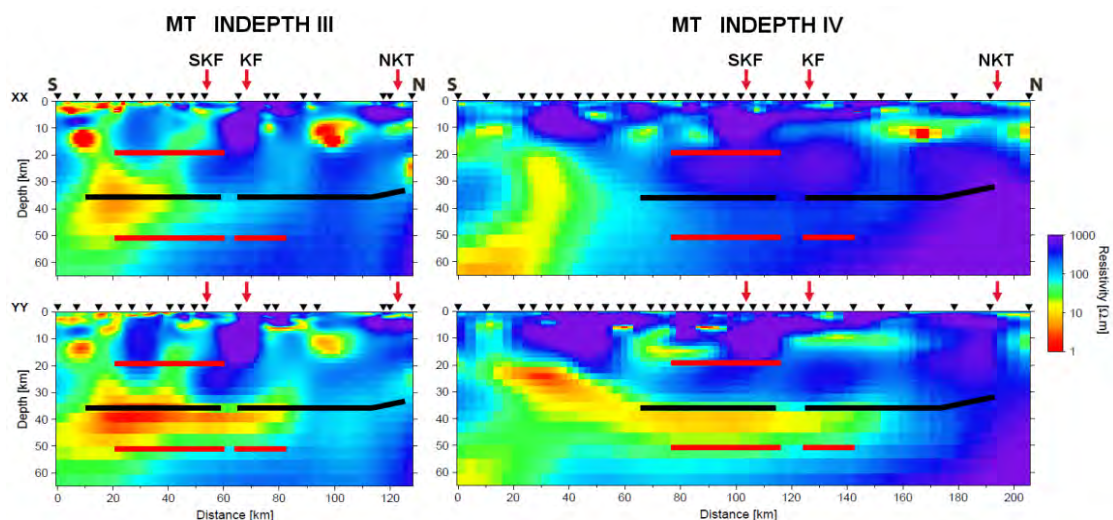 MT INDEPTH III
MT INDEPTH IV
SKF KF NKT
SKF KF NKT
S N
S N
XX
0
10
20
30
40
50
60
Depth [km]
YY
0
10
20
30
40
50
60
Depth [km]
0 20 40 60 80 100 120
Distance [km]
0 20 40 60 80 100 120 140 160 180 200
Distance [km]
1000
100
10
1
Resistivity [Ω.m]